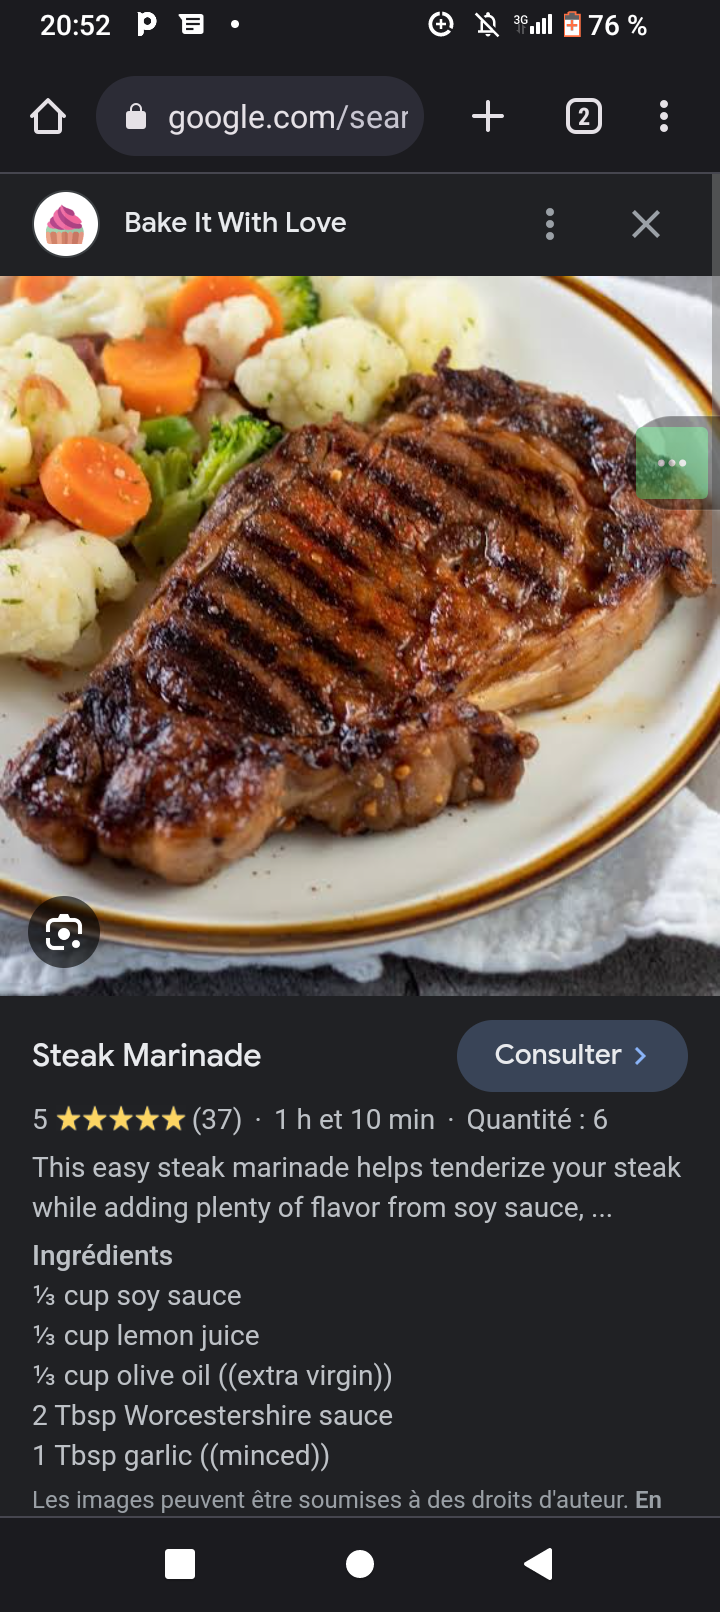 20:52
3G
76 %
google.com/sear
2
Bake It With Love
Steak Marinade
Consulter
5 ★★★★★ (37) · 1 h et 10 min · Quantité : 6
This easy steak marinade helps tenderize your steak
while adding plenty of flavor from soy sauce, ...
Ingrédients
⅓ cup soy sauce
⅓ cup lemon juice
⅓ cup olive oil ((extra virgin))
2 Tbsp Worcestershire sauce
1 Tbsp garlic ((minced))
Les images peuvent être soumises à des droits d'auteur. En